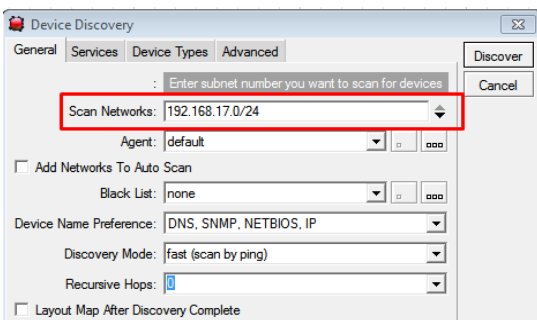 Device Discovery
General Services Device Types Advanced
Discover
: Enter subnet number you want to scan for devices
Cancel
Scan Networks: 192.168.17.0/24
Agent: default
Add Networks To Auto Scan
Black List: none
Device Name Preference: DNS, SNMP, NETBIOS, IP
Discovery Mode: fast (scan by ping)
Recursive Hops: 0
Layout Map After Discovery Complete